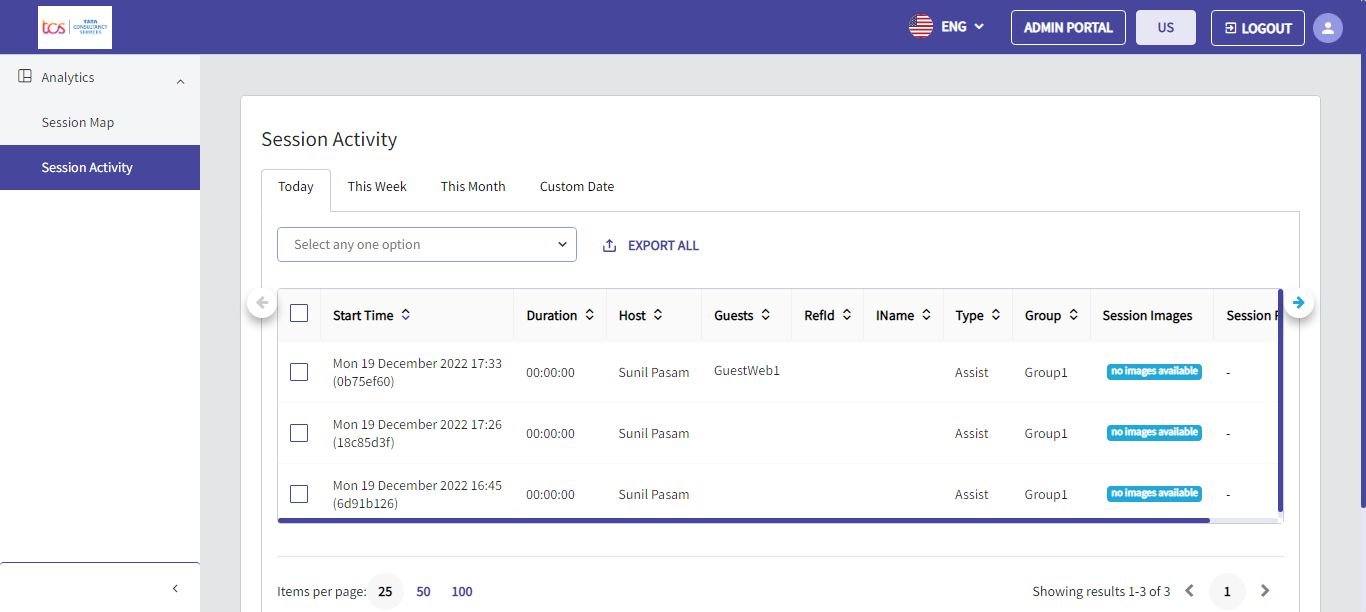 tcs TATA CONSULTANCY SERVICES
ENG ADMIN PORTAL US LOGOUT
Analytics
Session Map
Session Activity
Session Activity
Today This Week This Month Custom Date
Select any one option EXPORT ALL
Start Time Duration Host Guests RefId IName Type Group Session Images Session
Mon 19 December 2022 17:33
(0b75ef60) 00:00:00 Sunil Pasam GuestWeb1 Assist Group1 no images available -
Mon 19 December 2022 17:26
(18c85d3f) 00:00:00 Sunil Pasam Assist Group1 no images available -
Mon 19 December 2022 16:45
(6d91b126) 00:00:00 Sunil Pasam Assist Group1 no images available -
Items per page: 25 50 100 Showing results 1-3 of 3 1